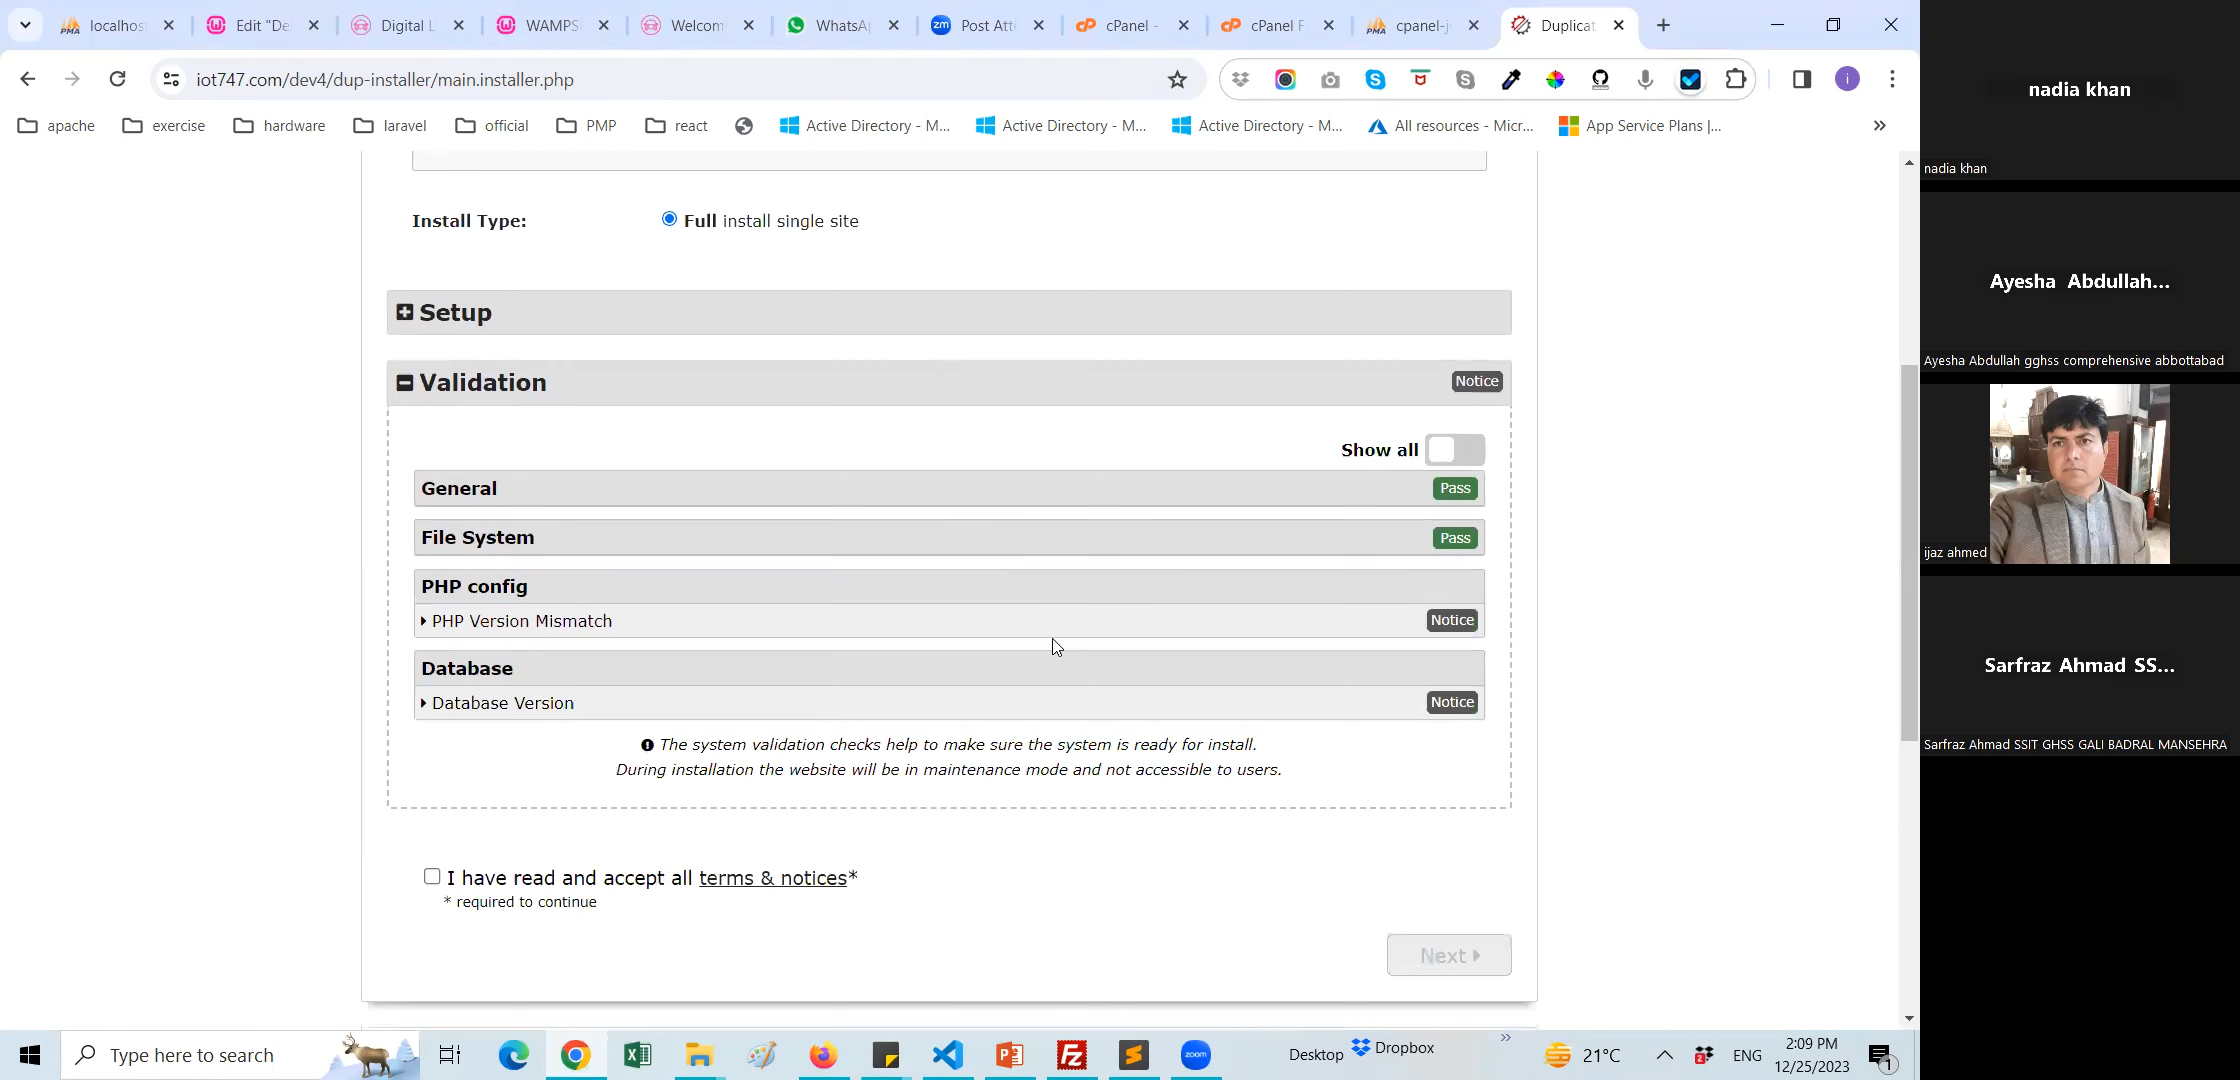 localhos
Edit "De
Digital L
WAMPS
Welcom
WhatsA
zm
Post Att
cPanel -
cPanel F
cpanel-j
Duplicat
iot747.com/dev4/dup-installer/main.installer.php
i
apache
exercise
hardware
laravel
official
PMP
react
Active Directory - M...
Active Directory - M...
Active Directory - M...
All resources - Micr...
App Service Plans |...
»
Install Type:
Full install single site
Setup
Validation
Notice
Show all
General
Pass
File System
Pass
PHP config
PHP Version Mismatch
Notice
Database
Database Version
Notice
The system validation checks help to make sure the system is ready for install.
During installation the website will be in maintenance mode and not accessible to users.
I have read and accept all terms & notices*
* required to continue
Next
Type here to search
zoom
Desktop
Dropbox
»
21°C
2
ENG
2:09 PM
12/25/2023
1
nadia khan
nadia khan
Ayesha Abdullah...
Ayesha Abdullah gghss comprehensive abbottabad
ijaz ahmed
Sarfraz Ahmad SS...
Sarfraz Ahmad SSIT GHSS GALI BADRAL MANSEHRA